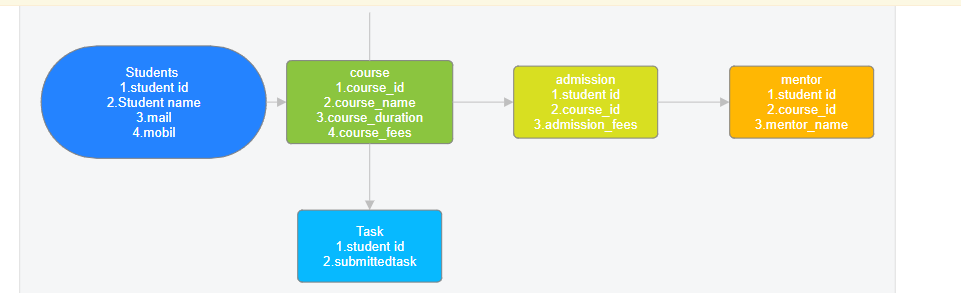 Students
1.student id
2.Student name
3.mail
4.mobil
course
1.course_id
2.course_name
3.course_duration
4.course_fees
admission
1.student id
2.course_id
3.admission_fees
mentor
1.student id
2.course_id
3.mentor_name
Task
1.student id
2.submittedtask